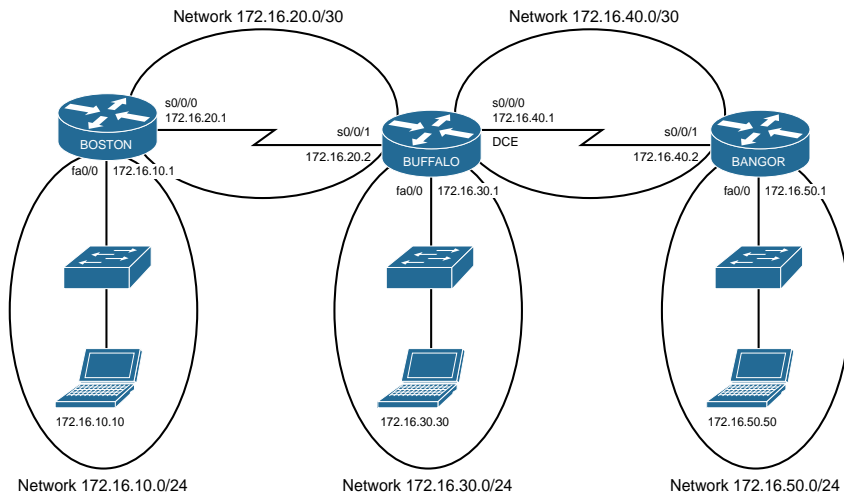 Network 172.16.20.0/30
Network 172.16.40.0/30
s0/0/0
172.16.20.1
s0/0/1
172.16.20.2
s0/0/0
172.16.40.1
DCE
s0/0/1
172.16.40.2
BOSTON
BUFFALO
BANGOR
fa0/0
172.16.10.1
fa0/0
172.16.30.1
fa0/0
172.16.50.1
172.16.10.10
172.16.30.30
172.16.50.50
Network 172.16.10.0/24
Network 172.16.30.0/24
Network 172.16.50.0/24